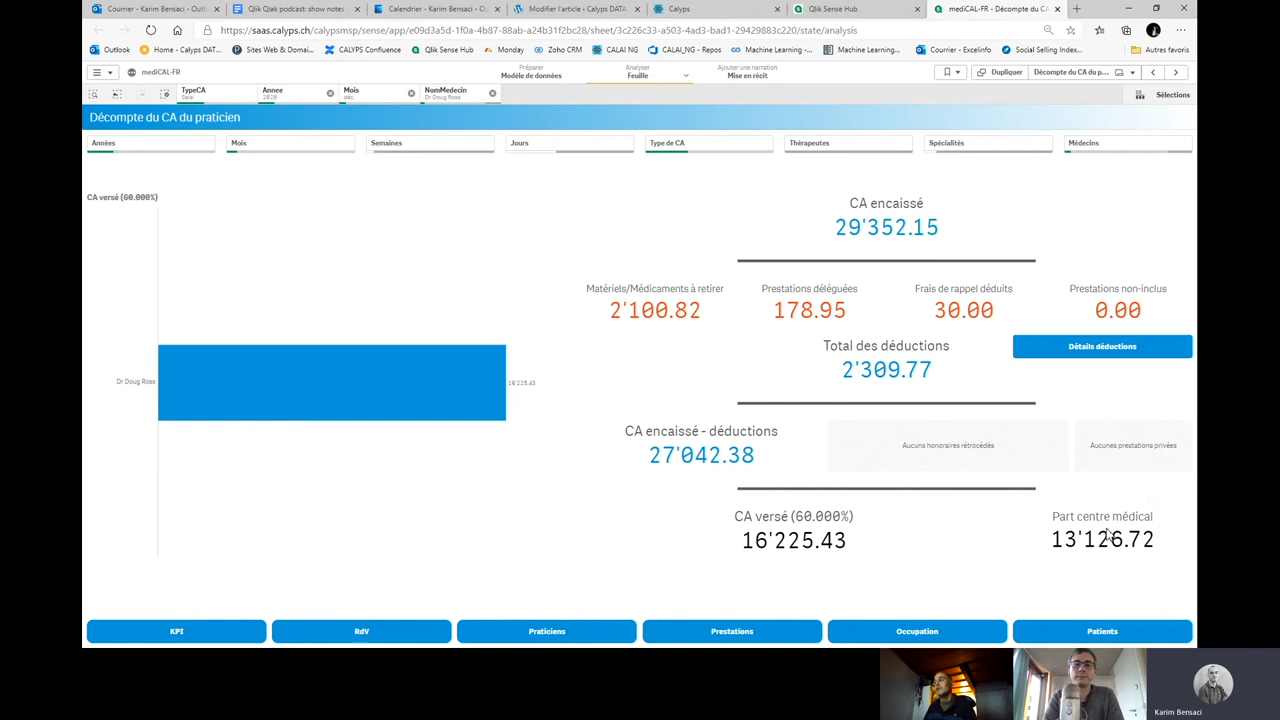 Courrier - Karim Bensaci - Outlo
Qlik Qlak podcast: show notes
Calendrier - Karim Bensaci - Ou
Modifier l'article ‹ Calyps DATA
Calyps
Qlik Sense Hub
mediCAL-FR - Décompte du CA
https://saas.calyps.ch/calypsmsp/sense/app/e09d3a5d-1f0a-4b87-88ab-a24b31f2bc28/sheet/3c226c33-a503-4ad3-bad1-29429883c220/state/analysis
Outlook
Home - Calyps DAT...
Sites Web & Domai...
CALYPS Confluence
Qlik Sense Hub
Monday
Zoho CRM
CALAI NG
CALAI_NG - Repos
Machine Learning -...
Machine Learning...
Courrier – Excelinfo
Social Selling Index...
Autres favoris
mediCAL-FR
Préparer
Modèle de données
Analyser
Feuille
Ajouter une narration
Mise en récit
Dupliquer
Décompte du CA du p...
TypeCA
Saisi
Annee
2020
Mois
déc.
NomMedecin
Dr Doug Ross
Sélections
Décompte du CA du praticien
Années
Mois
Semaines
Jours
Type de CA
Thérapeutes
Spécialités
Médecins
CA versé (60.000%)
Dr Doug Ross
16'225.43
CA encaissé
29'352.15
Matériels/Médicaments à retirer
2'100.82
Prestations déléguées
178.95
Frais de rappel déduits
30.00
Prestations non-inclus
0.00
Total des déductions
2'309.77
Détails déductions
CA encaissé - déductions
27'042.38
Aucuns honoraires rétrocédés
Aucunes prestations privées
CA versé (60.000%)
16'225.43
Part centre médical
13'126.72
KPI
RdV
Praticiens
Prestations
Occupation
Patients
Karim Bensaci